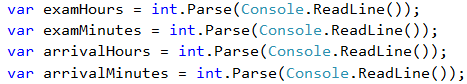 var examHours = int.Parse(Console.ReadLine());
var examMinutes = int.Parse(Console.ReadLine());
var arrivalHours = int.Parse(Console.ReadLine());
var arrivalMinutes = int.Parse(Console.ReadLine());